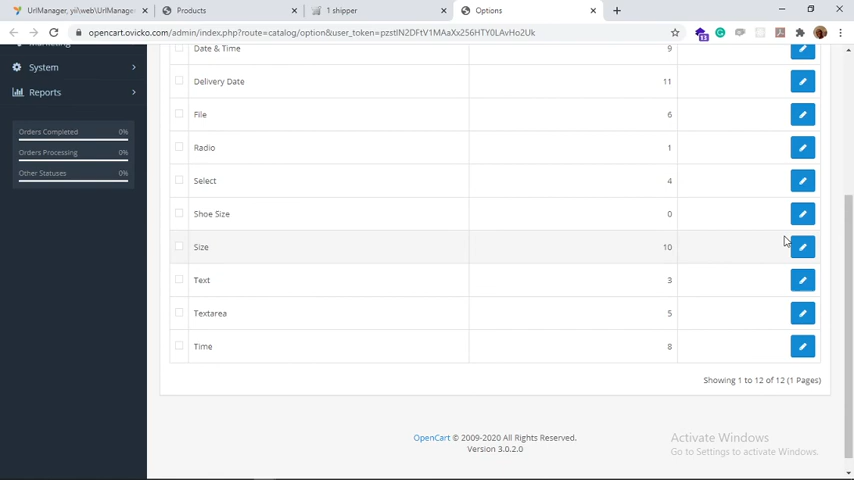 UrlManager, yii\web\UrlManager
Products
1 shipper
Options
opencart.ovicko.com/admin/index.php?route=catalog/option&user_token=pzstIN2DFtV1MAaXx256HTY0LAvHo2Uk
13
Marketing
Date & Time 9
System
Delivery Date 11
Reports
File 6
Orders Completed 0%
Radio 1
Orders Processing 0%
Other Statuses 0%
Select 4
Shoe Size 0
Size 10
Text 3
Textarea 5
Time 8
Showing 1 to 12 of 12 (1 Pages)
OpenCart © 2009-2020 All Rights Reserved.
Version 3.0.2.0
Activate Windows
Go to Settings to activate Windows.